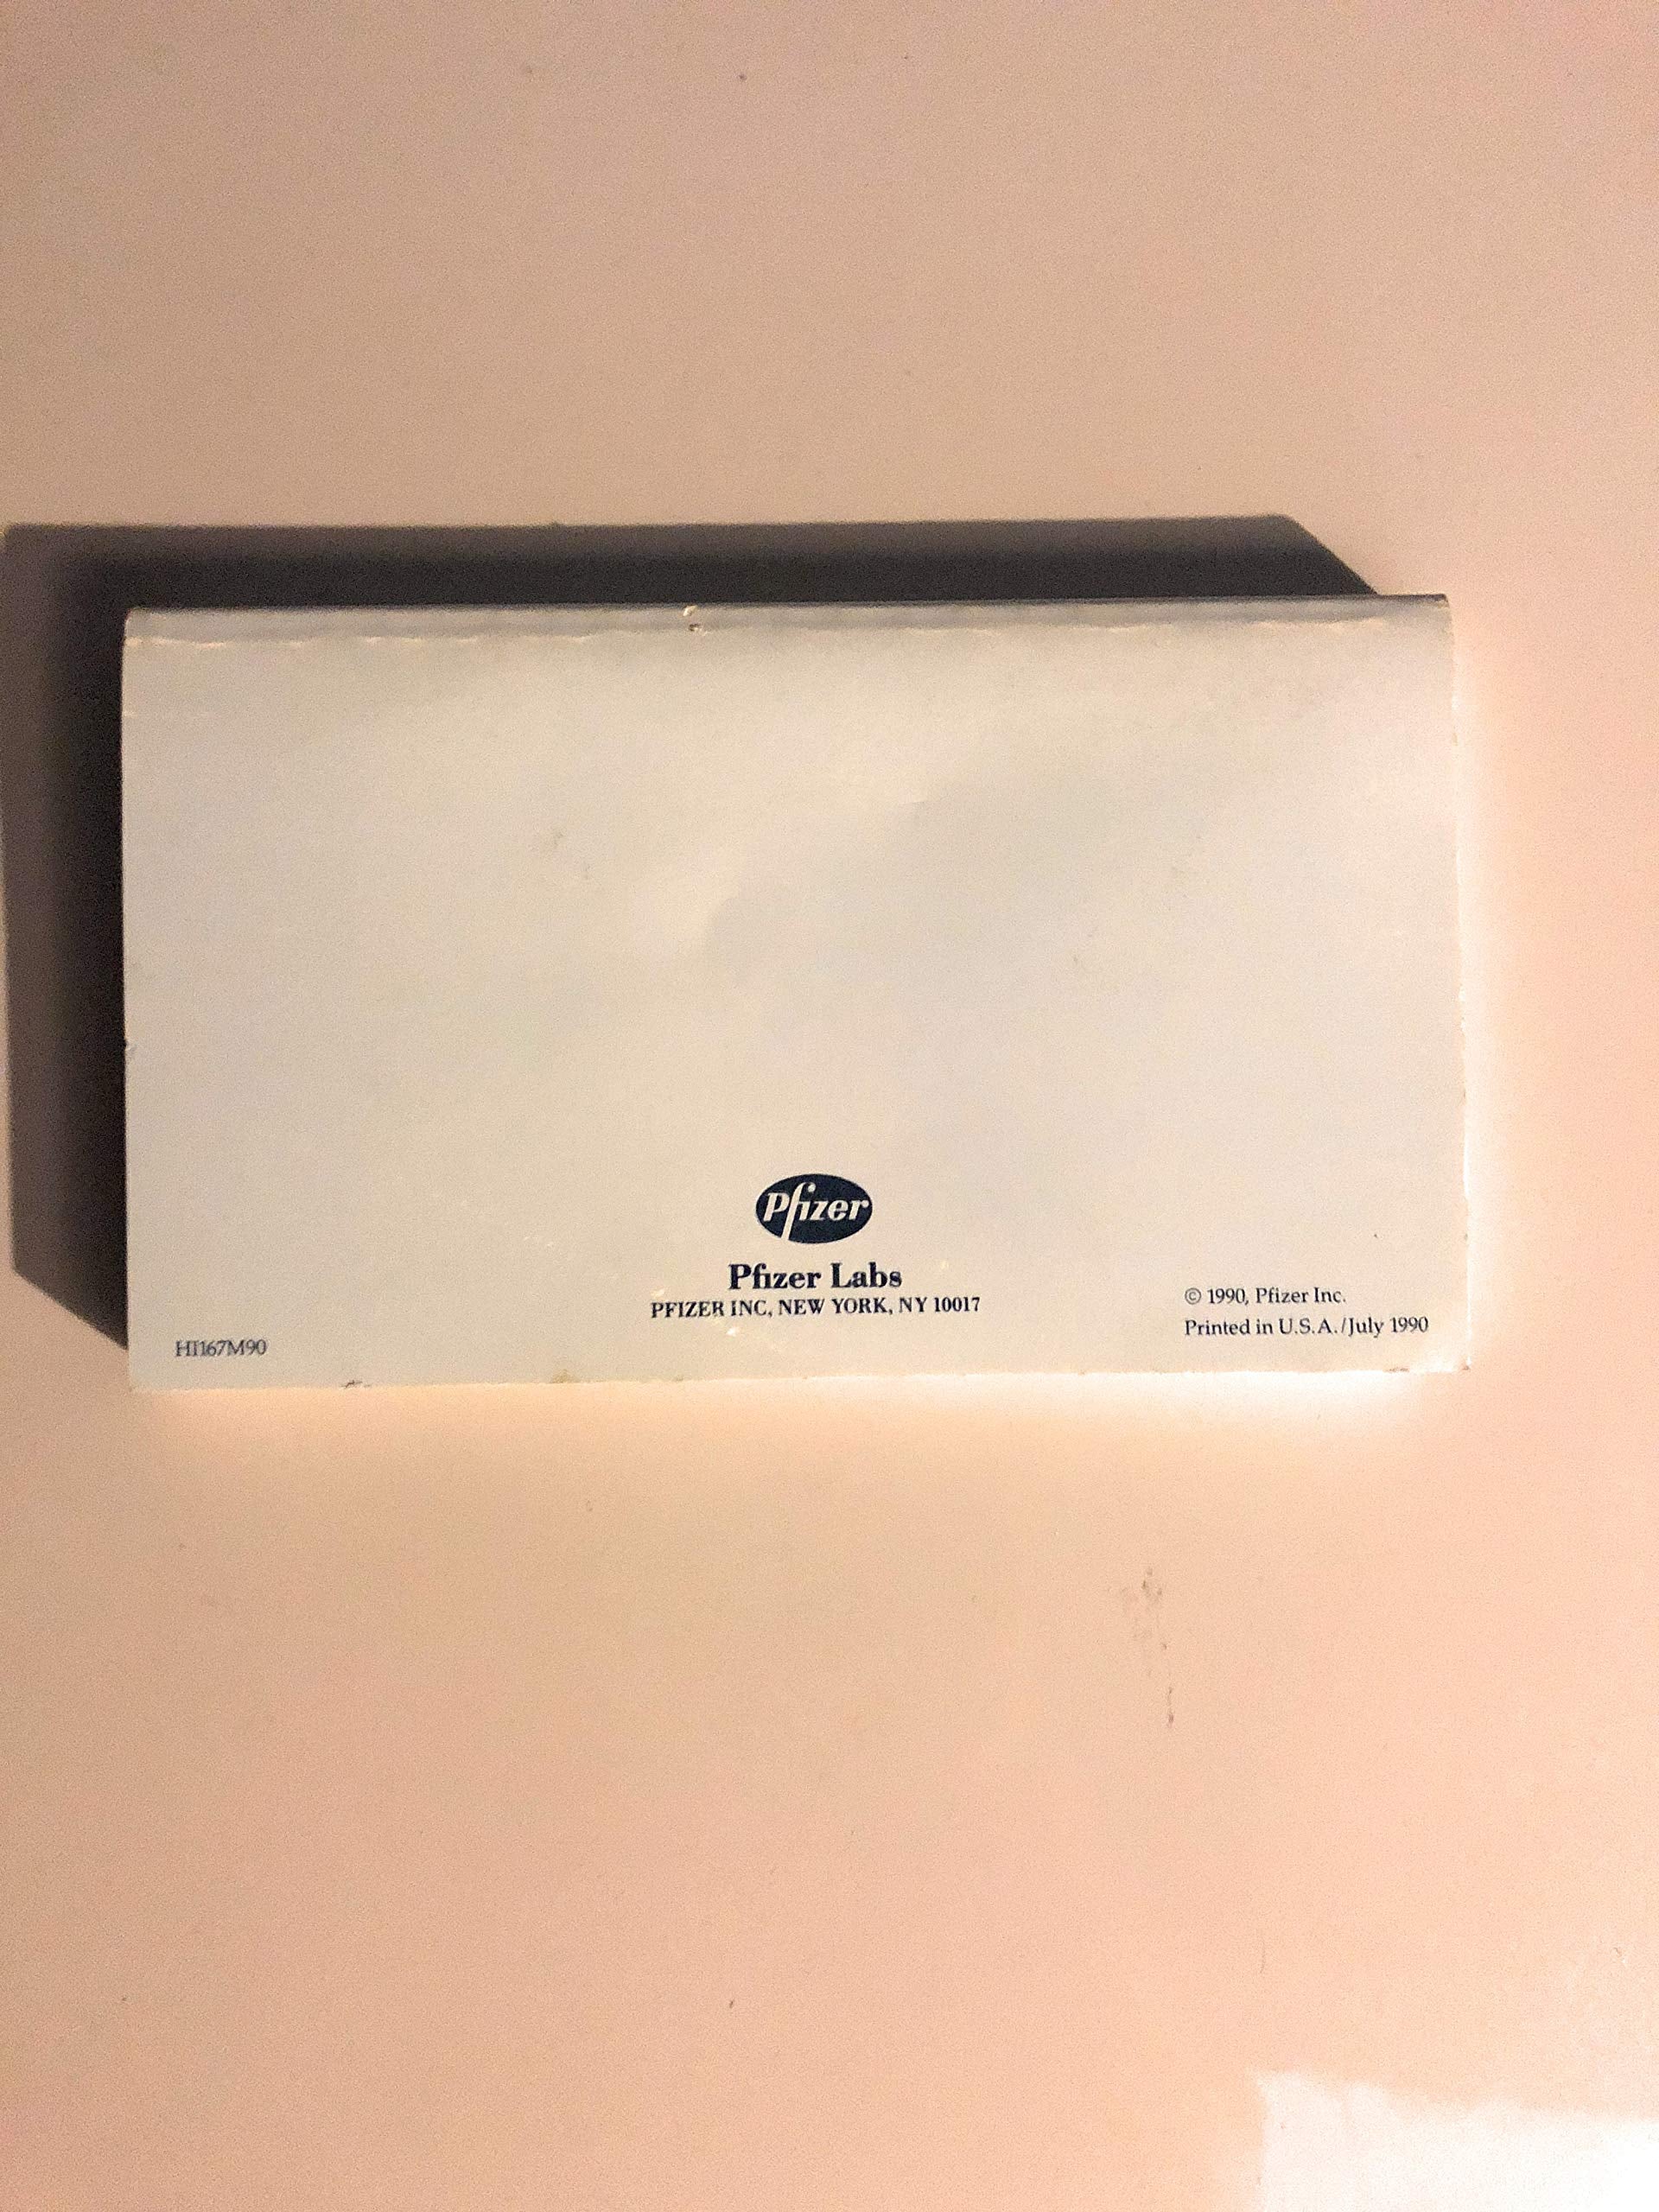 Pfizer
Pfizer Labs
PFIZER INC, NEW YORK, NY 10017
© 1990, Pfizer Inc.
Printed in U.S.A./July 1990
HI167M90